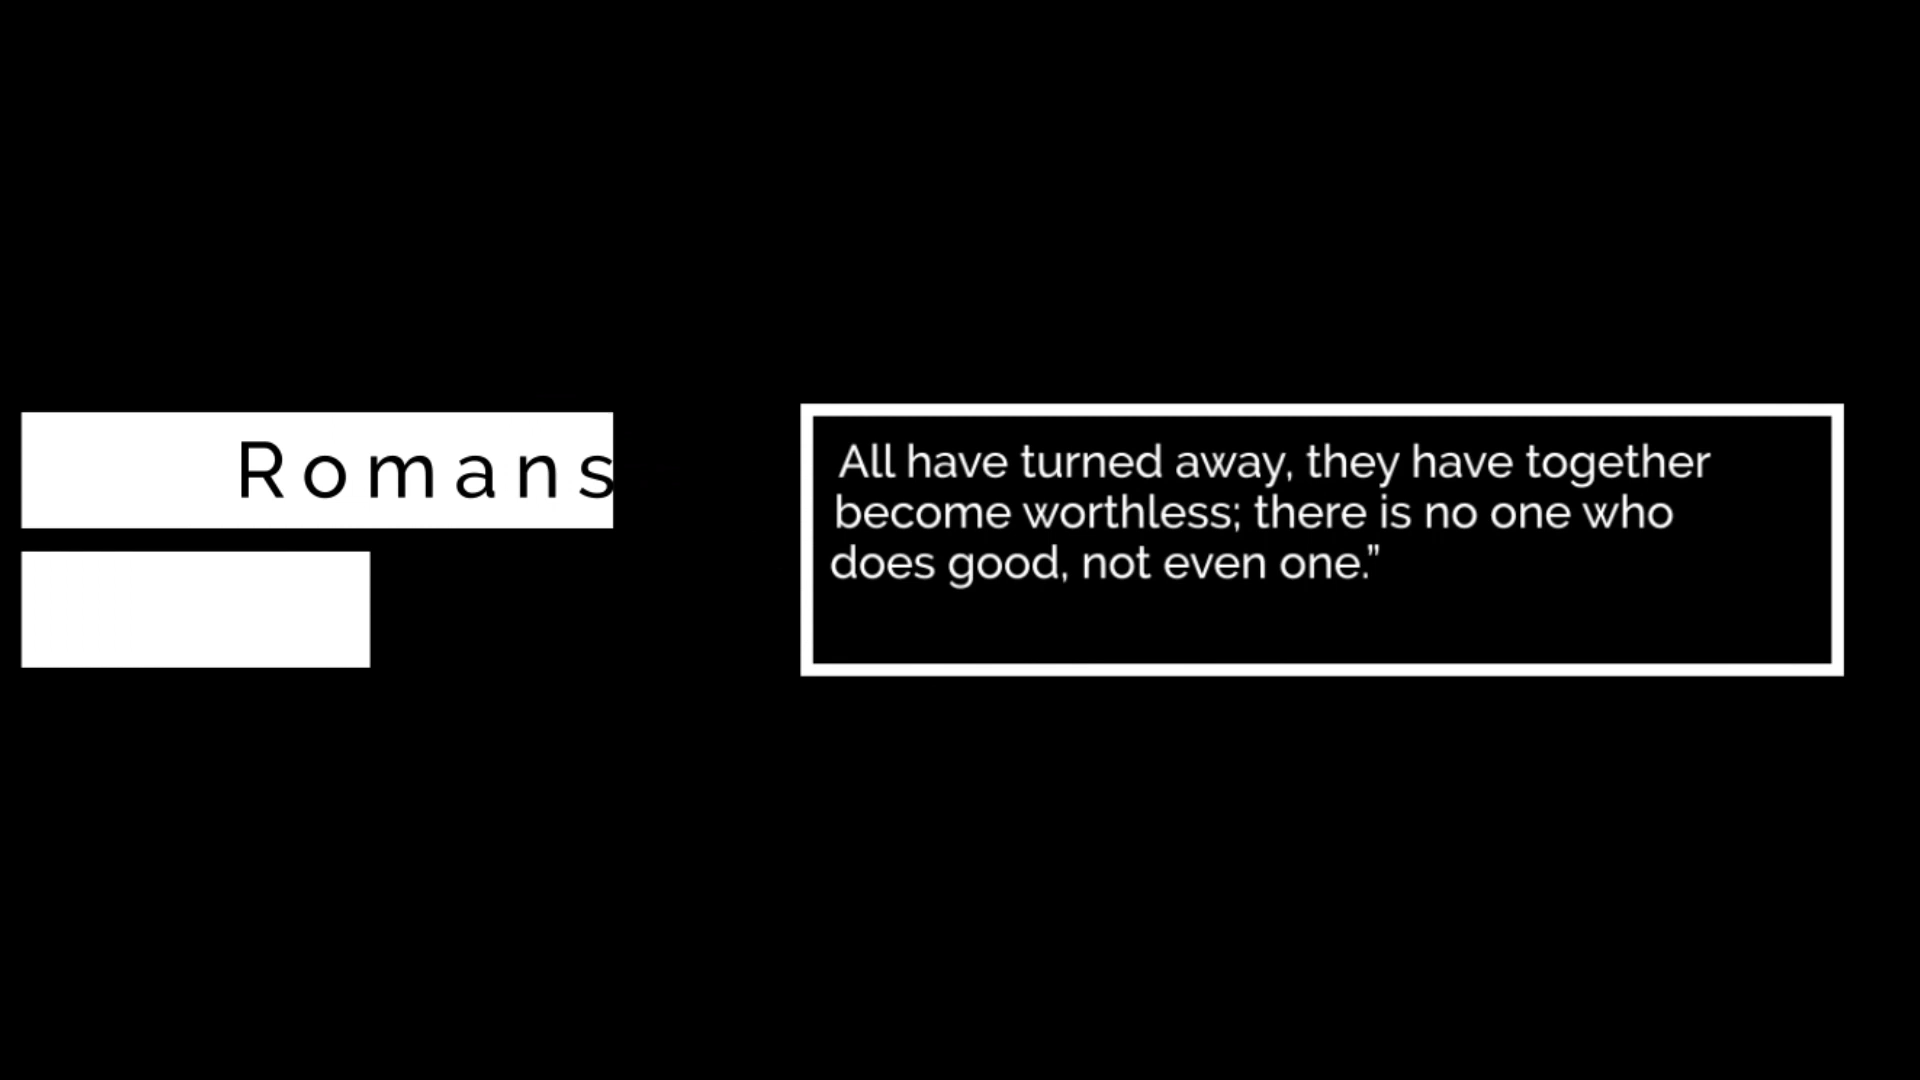 Romans
All have turned away, they have together
become worthless; there is no one who
does good, not even one.”